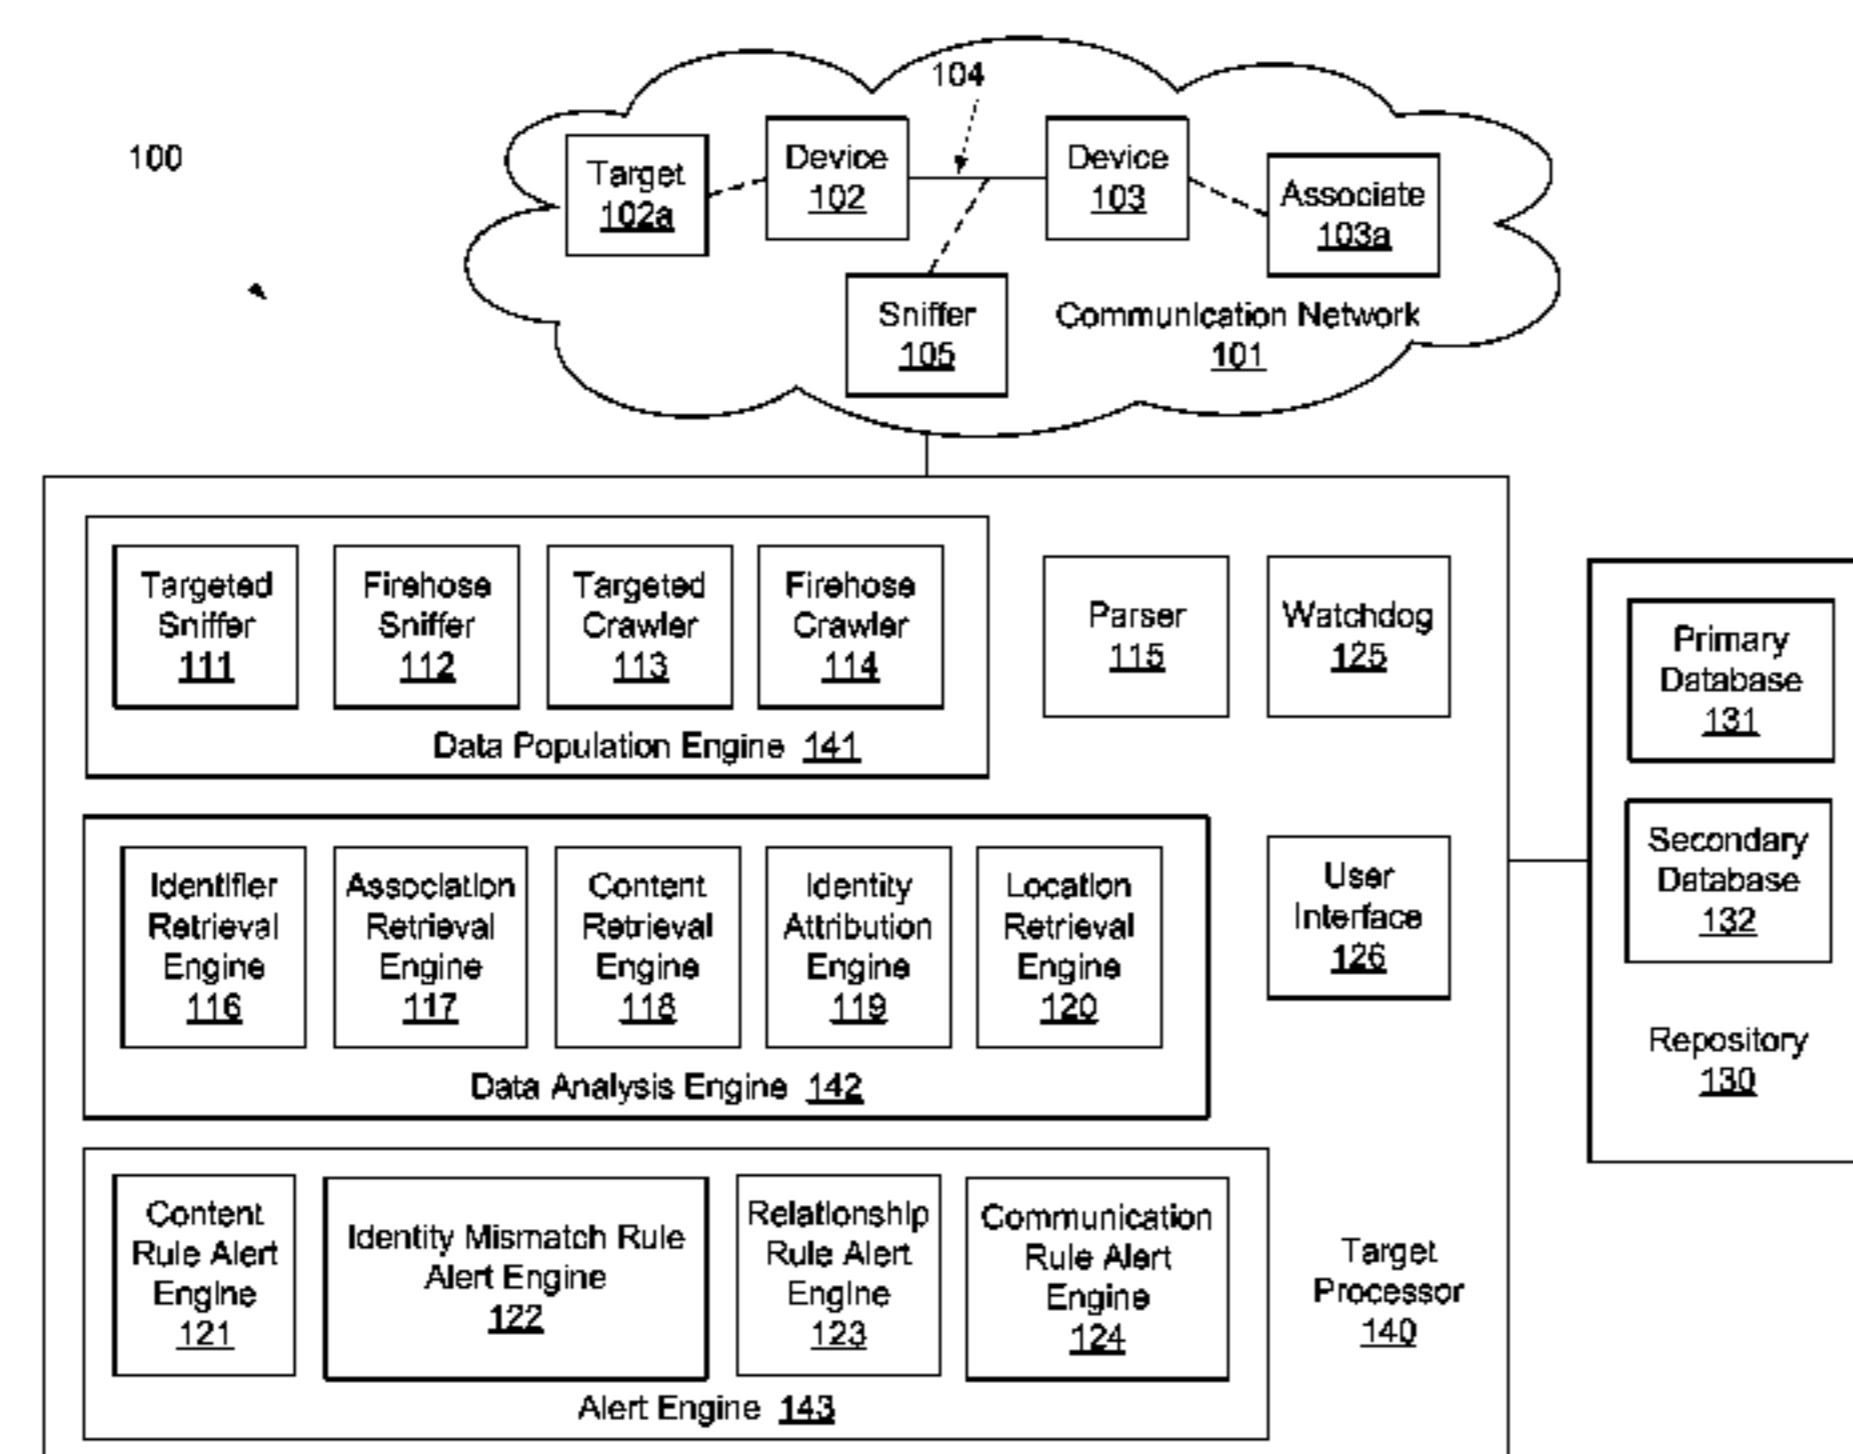 104
100
Target
102a
Device
102
Device
103
Associate
103a
Sniffer
105
Communication Network
101
Targeted
Sniffer
111
Firehose
Sniffer
112
Targeted
Crawler
113
Firehose
Crawler
114
Data Population Engine 141
Parser
115
Watchdog
125
Primary
Database
131
Secondary
Database
132
Repository
130
Identifier
Retrieval
Engine
116
Association
Retrieval
Engine
117
Content
Retrieval
Engine
118
Identity
Attribution
Engine
119
Location
Retrieval
Engine
120
Data Analysis Engine 142
User
Interface
126
Content
Rule Alert
Engine
121
Identity Mismatch Rule
Alert Engine
122
Relationship
Rule Alert
Engine
123
Communication
Rule Alert
Engine
124
Alert Engine 143
Target
Processor
140